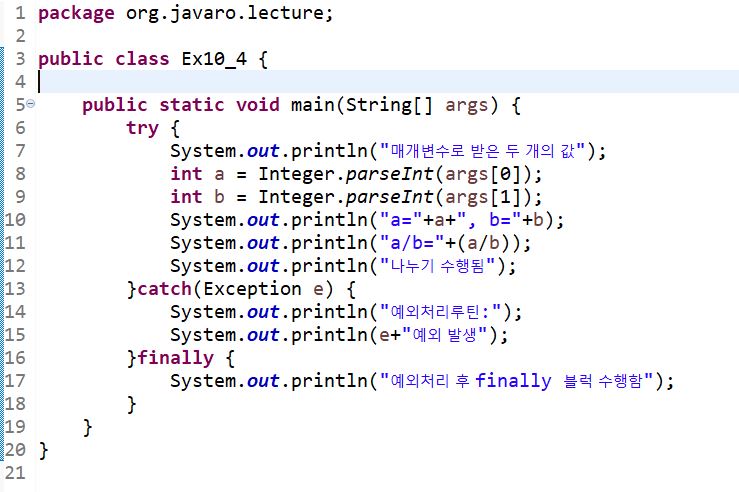 1 package org.javaro.lecture;
2
3 public class Ex10_4 {
4
5 public static void main(String[] args) {
6 try {
7 System.out.println("매개변수로 받은 두 개의 값");
8 int a = Integer.parseInt(args[0]);
9 int b = Integer.parseInt(args[1]);
10 System.out.println("a="+a+", b="+b);
11 System.out.println("a/b="+(a/b));
12 System.out.println("나누기 수행됨");
13 }catch(Exception e) {
14 System.out.println("예외처리루틴:");
15 System.out.println(e+"예외 발생");
16 }finally {
17 System.out.println("예외처리 후 finally 블럭 수행함");
18 }
19 }
20 }
21